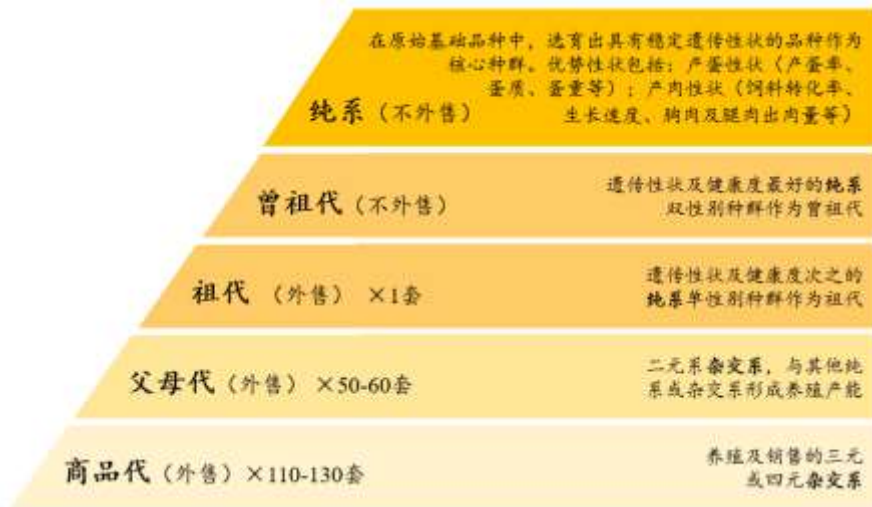 在原始基础品种中，选育出具有稳定遗传性状的品种作为
核心种群。优势性状包括：产蛋性状（产蛋率、
蛋质、蛋重等）；产肉性状（饲料转化率、
纯系（不外售）
生长速度、胸肉及腿肉出肉量等）
曾祖代（不外售）
遗传性状及健康度最好的纯系
双性别种群作为曾祖代
祖代 （外售） ×1套
遗传性状及健康度次之的
纯系单性别种群作为祖代
父母代（外售）×50-60套
二元系杂交系，与其他纯
系或杂交系形成养殖产能
商品代（外售）×110-130套
养殖及销售的三元
或四元杂交系